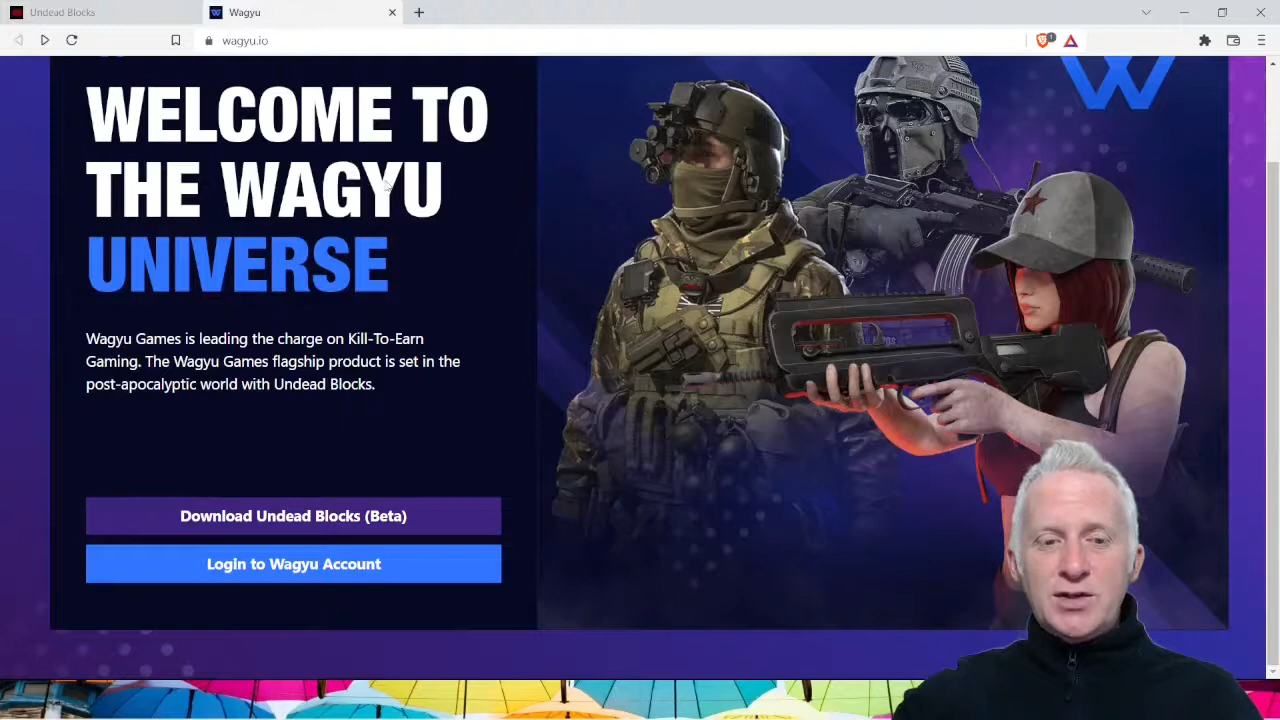 Undead Blocks
Wagyu
wagyu.io
1
W
WELCOME TO
THE WAGYU
UNIVERSE
Wagyu Games is leading the charge on Kill-To-Earn
Gaming. The Wagyu Games flagship product is set in the
post-apocalyptic world with Undead Blocks.
Download Undead Blocks (Beta)
Login to Wagyu Account